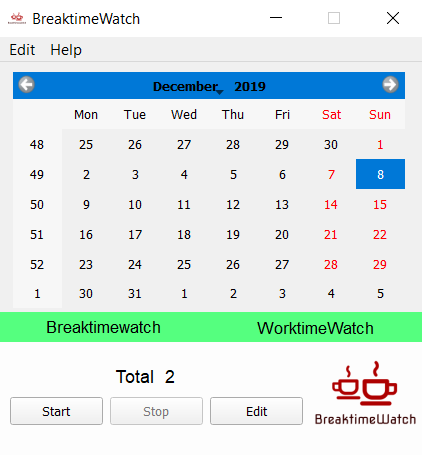 BreaktimeWatch
Edit Help
December 2019
Mon Tue Wed Thu Fri Sat Sun
48 25 26 27 28 29 30 1
49 2 3 4 5 6 7 8
50 9 10 11 12 13 14 15
51 16 17 18 19 20 21 22
52 23 24 25 26 27 28 29
1 30 31 1 2 3 4 5
Breaktimewatch WorktimeWatch
Total 2
Start Stop Edit
BreaktimeWatch